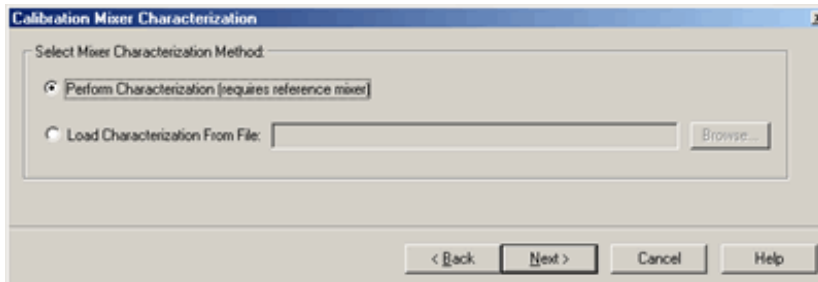 Calibration Mixer Characterization
Select Mixer Characterization Method:
Perform Characterization (requires reference mixer)
Load Characterization From File:
Browse...
< Back
Next >
Cancel
Help